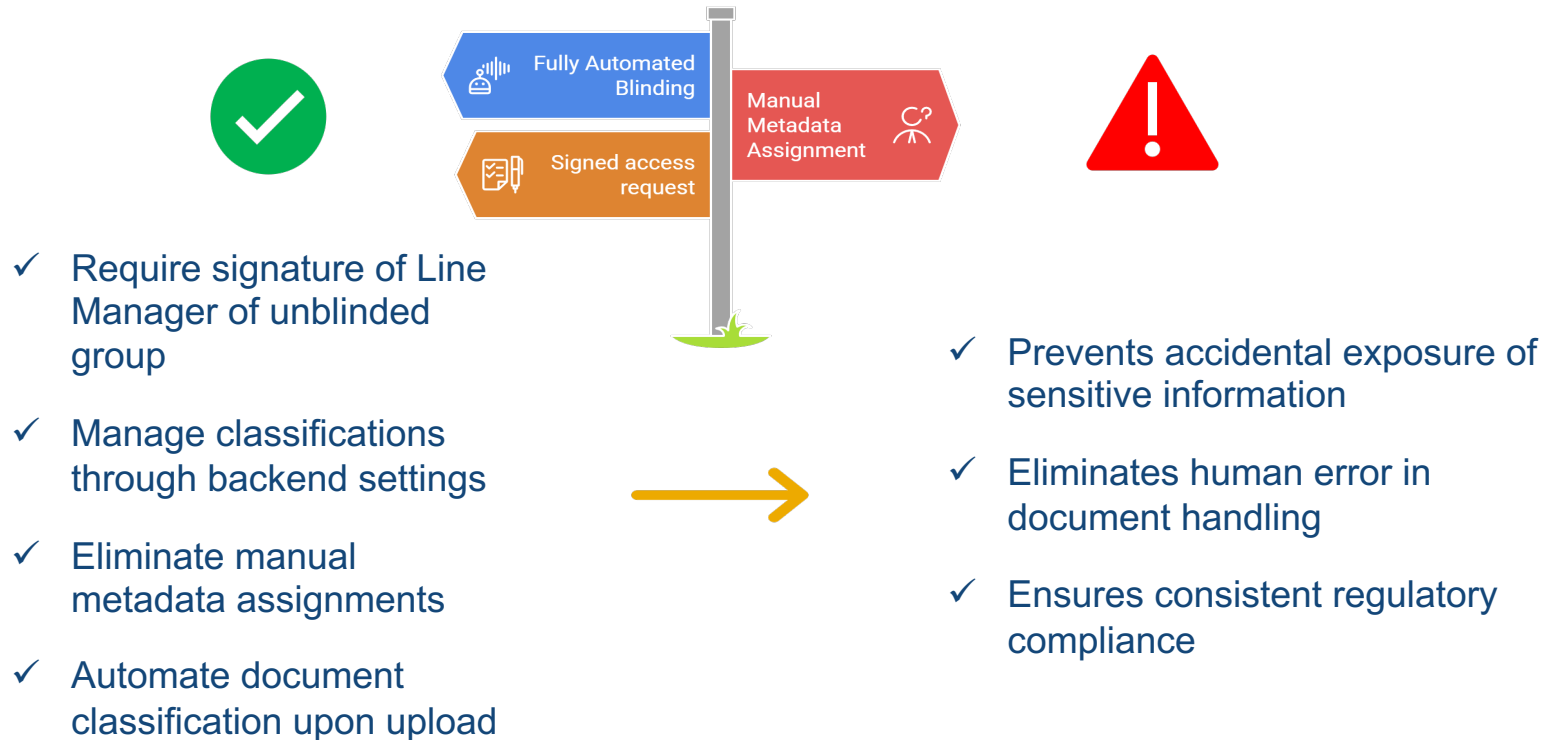 Fully Automated
Blinding
Manual
Metadata
Assignment
Signed access
request
✓ Require signature of Line
Manager of unblinded
group
✓ Manage classifications
through backend settings
✓ Eliminate manual
metadata assignments
✓ Automate document
classification upon upload
✓ Prevents accidental exposure of
sensitive information
✓ Eliminates human error in
document handling
✓ Ensures consistent regulatory
compliance